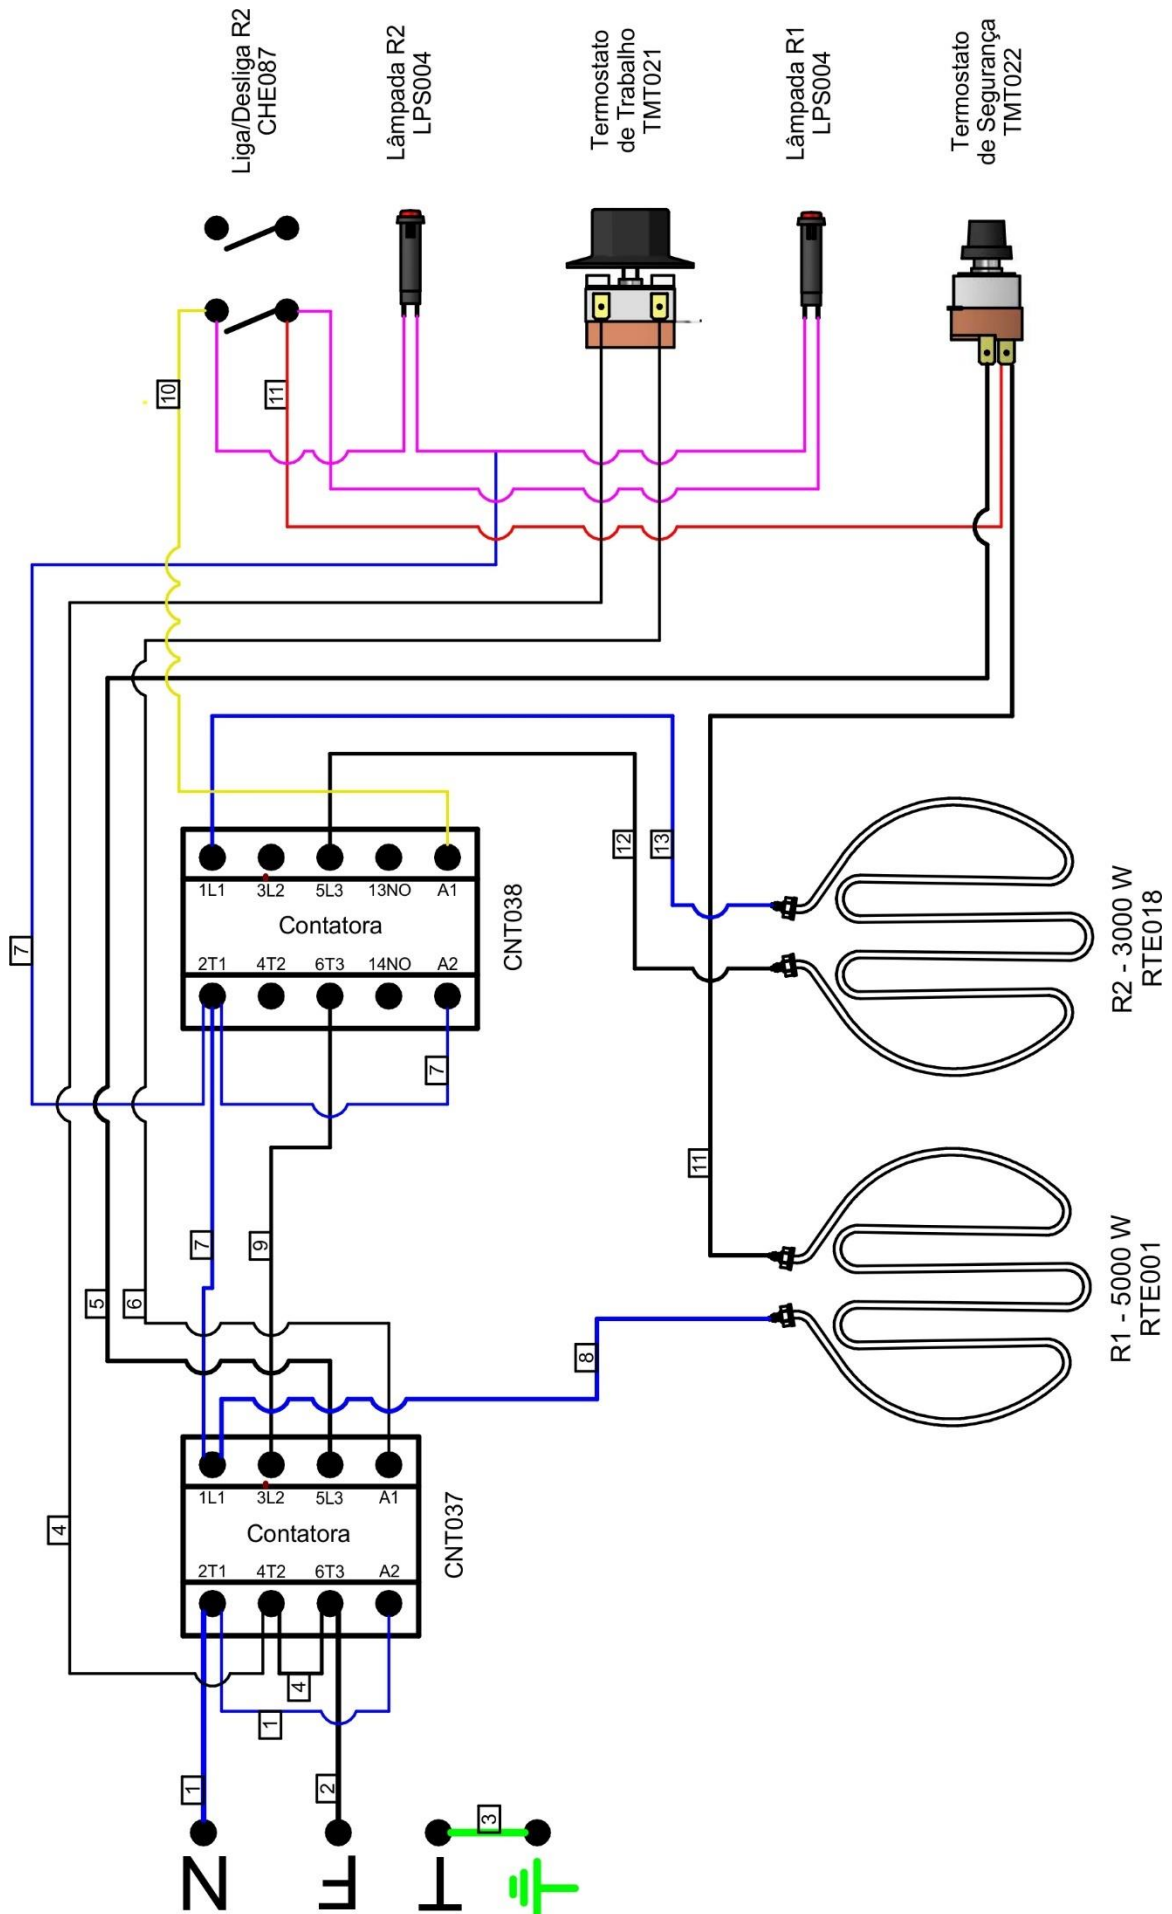 Liga/Desliga R2
CHE087
Lâmpada R2
LPS004
Termostato
de Trabalho
TMT021
Lâmpada R1
LPS004
Termostato
de Segurança
TMT022
10
11
7
1L1 3L2 5L3 13NO A1
Contatora
2T1 4T2 6T3 14NO A2
CNT038
12
13
7
R2 - 3000 W
RTE018
11
7
9
5
6
8
R1 - 5000 W
RTE001
1L1 3L2 5L3 A1
Contatora
2T1 4T2 6T3 A2
CNT037
4
4
1
1
2
3
N
F
T